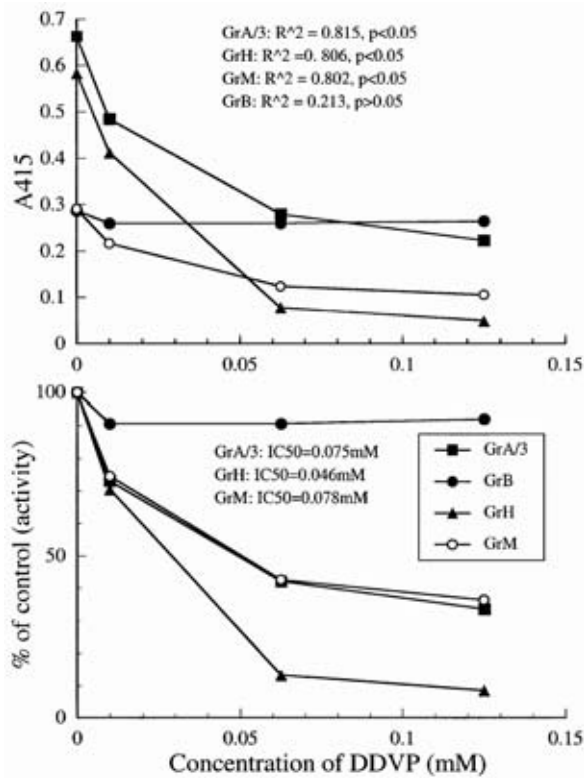 0.7
GrA/3: R^2 = 0.815, p<0.05
GrH: R^2 =0. 806, p<0.05
GrM: R^2 = 0.802, p<0.05
GrB: R^2 = 0.213, p>0.05
0.6
0.5
0.4
A415
0.3
0.2
0.1
0
0
0.05
0.1
0.15
100
GrA/3: IC50=0.075mM
GrH: IC50=0.046mM
GrM: IC50=0.078mM
GrA/3
GrB
GrH
GrM
50
% of control (activity)
0
0
0.05
0.1
0.15
Concentration of DDVP (mM)